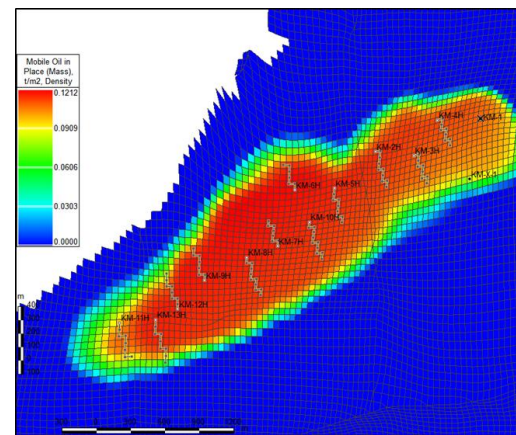 Mobile Oil in
Place (Mass),
t/m2, Density
0.1212
0.0909
0.0606
0.0303
0.0000
KM-4H
KM-1
KM-2H
KM-3H
KM-6H
KM-5H
KM-10H
KM-7H
KM-8H
KM-9H
KM-12H
KM-11H
KM-13H
m